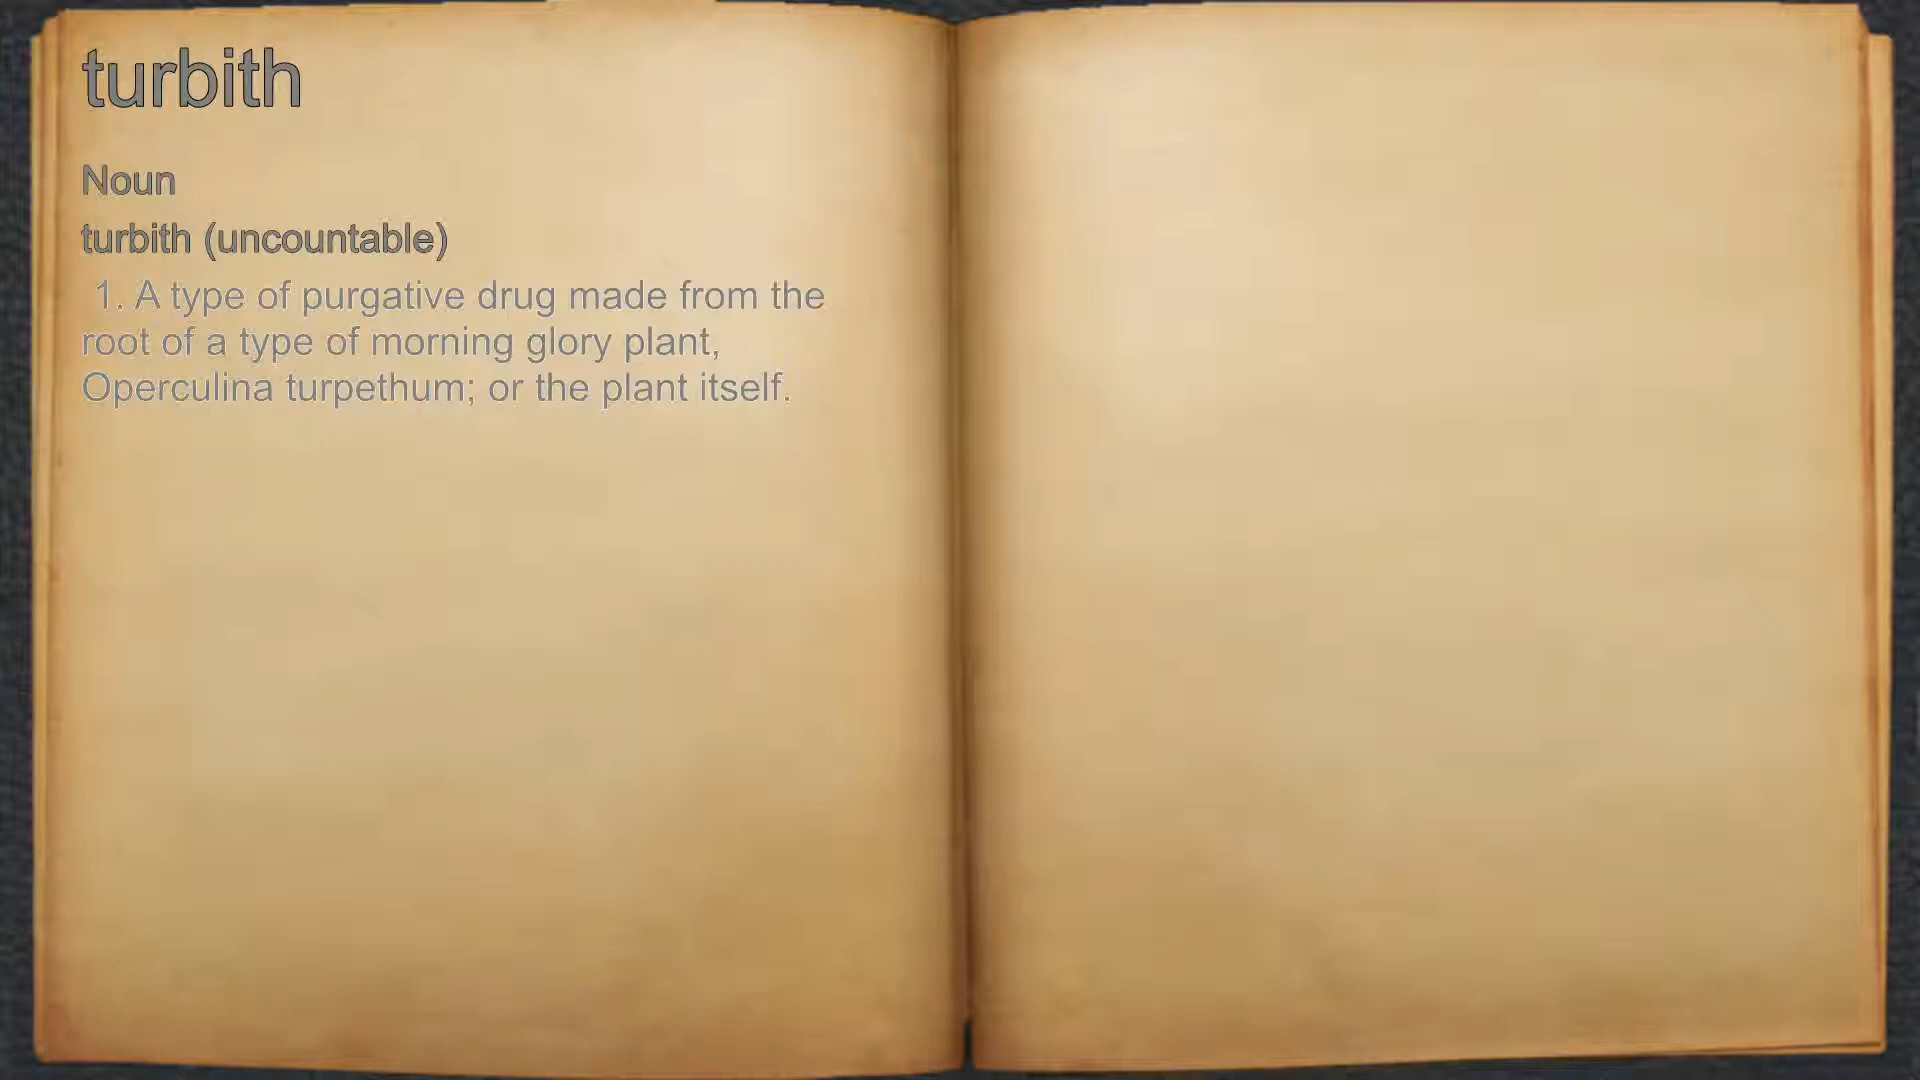 turbith
Noun
turbith (uncountable)
1. A type of purgative drug made from the
root of a type of morning glory plant,
Operculina turpethum; or the plant itself.